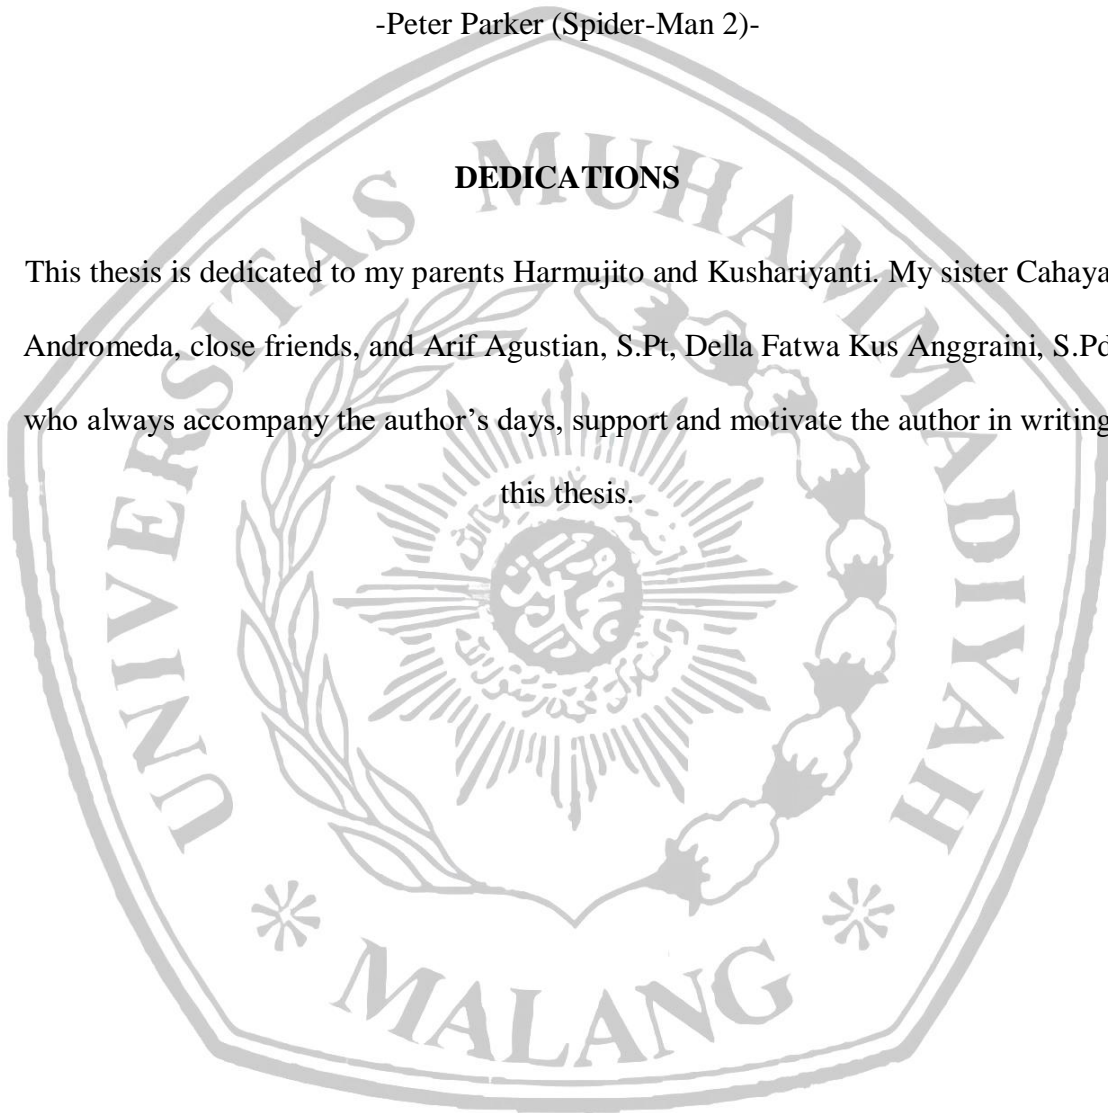 -Peter Parker (Spider-Man 2)-
DEDICATIONS
This thesis is dedicated to my parents Harmujito and Kushariyanti. My sister Cahaya
Andromeda, close friends, and Arif Agustian, S.Pt, Della Fatwa Kus Anggraini, S.Pd
who always accompany the author’s days, support and motivate the author in writing
this thesis.
UNIVERSITAS MUHAMMADIYAH
MALANG